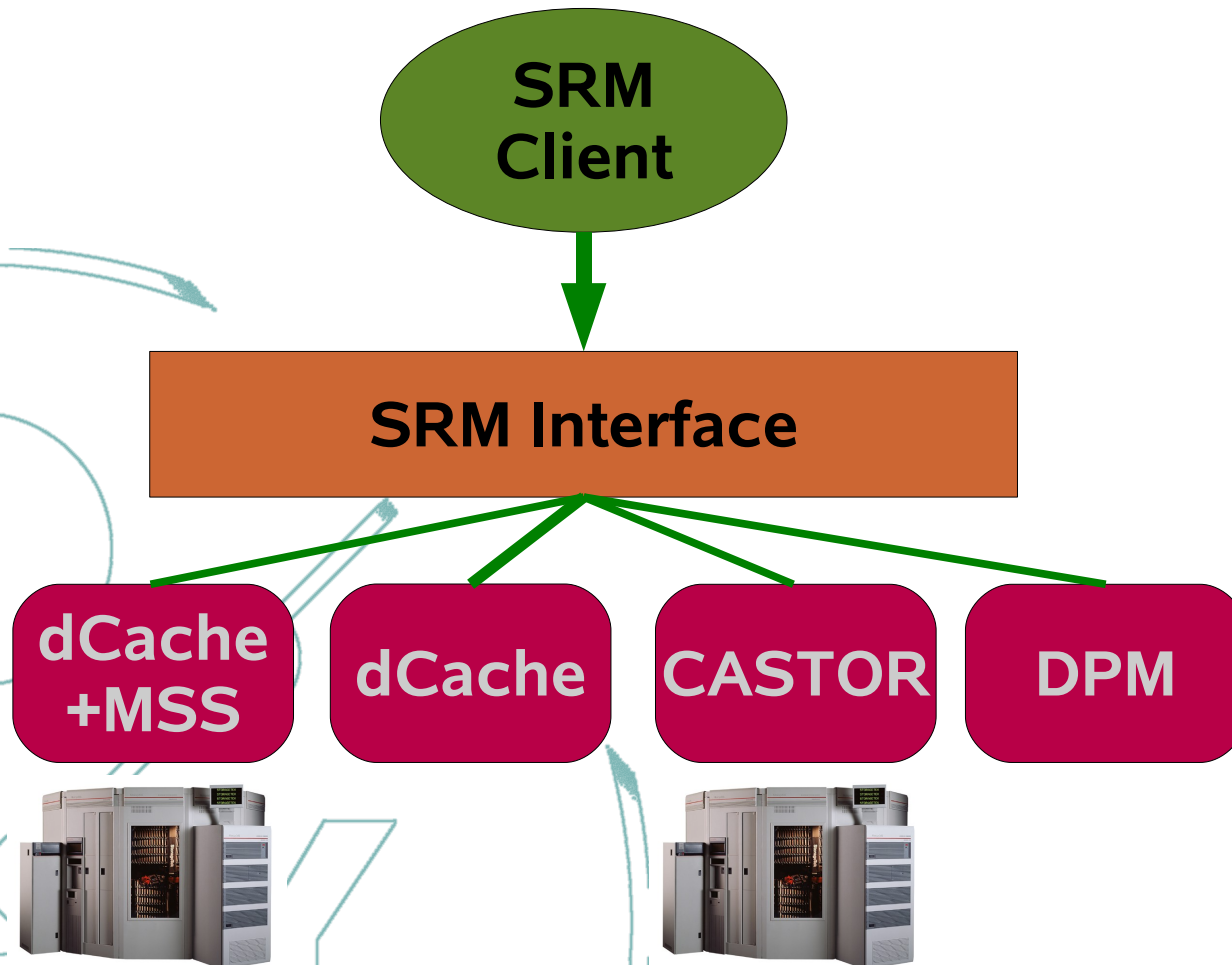 SRM
Client
SRM Interface
dCache
+MSS
dCache
CASTOR
DPM